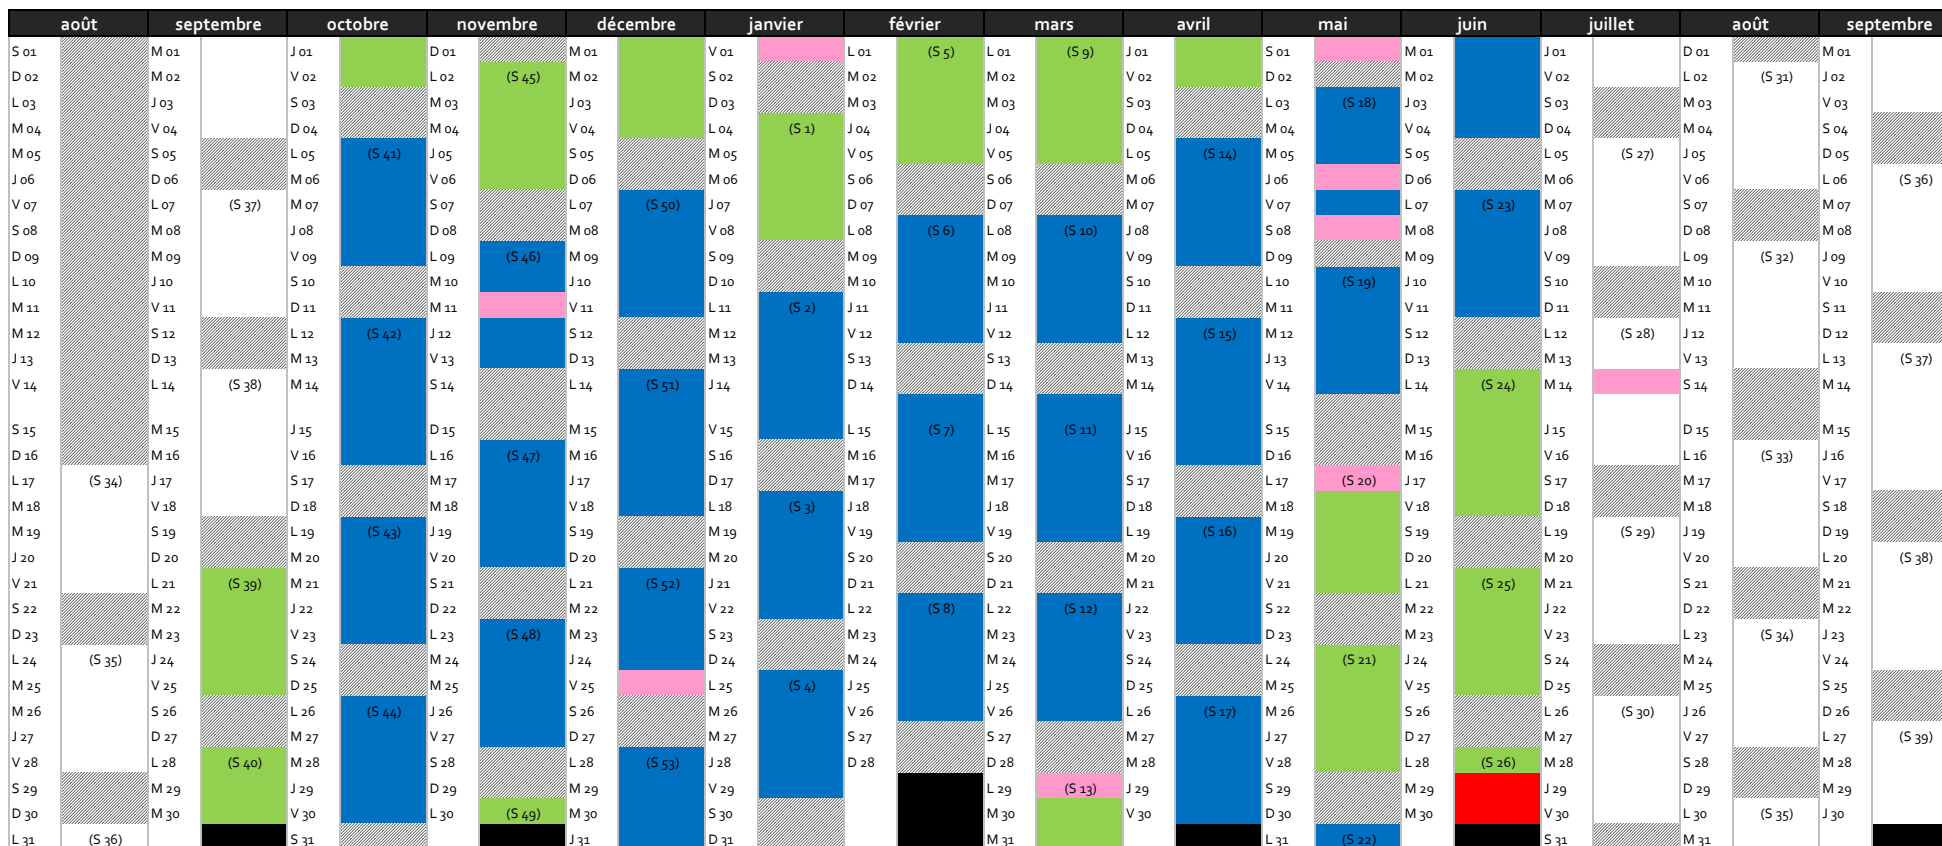 août septembre octobre novembre décembre janvier février mars avril mai juin juillet août septembre
S 01 M 01 J 01 D 01 M 01 V 01 L 01 (S 5) L 01 (S 9) J 01 S 01 M 01 J 01 D 01 M 01
D 02 M 02 V 02 L 02 (S 45) M 02 S 02 M 02 M 02 V 02 D 02 M 02 V 02 L 02 (S 31) J 02
L 03 J 03 S 03 M 03 J 03 D 03 M 03 M 03 S 03 L 03 (S 18) J 03 S 03 M 03 V 03
M 04 V 04 D 04 M 04 V 04 L 04 (S 1) J 04 J 04 D 04 M 04 V 04 D 04 M 04 S 04
M 05 S 05 L 05 (S 41) J 05 S 05 M 05 V 05 V 05 L 05 (S 14) M 05 S 05 L 05 (S 27) J 05 D 05
J 06 D 06 M 06 V 06 D 06 M 06 S 06 S 06 M 06 J 06 D 06 M 06 V 06 L 06 (S 36)
V 07 L 07 (S 37) M 07 S 07 L 07 (S 50) J 07 D 07 D 07 M 07 V 07 L 07 (S 23) M 07 S 07 M 07
S 08 M 08 J 08 D 08 M 08 V 08 L 08 (S 6) L 08 (S 10) J 08 S 08 M 08 J 08 D 08 M 08
D 09 M 09 V 09 L 09 (S 46) M 09 S 09 M 09 M 09 V 09 D 09 M 09 V 09 L 09 (S 32) J 09
L 10 J 10 S 10 M 10 J 10 D 10 M 10 M 10 S 10 L 10 (S 19) J 10 S 10 M 10 V 10
M 11 V 11 D 11 M 11 V 11 L 11 (S 2) J 11 J 11 D 11 M 11 V 11 D 11 M 11 S 11
M 12 S 12 L 12 (S 42) J 12 S 12 M 12 V 12 V 12 L 12 (S 15) M 12 S 12 L 12 (S 28) J 12 D 12
J 13 D 13 M 13 V 13 D 13 M 13 S 13 S 13 M 13 J 13 D 13 M 13 V 13 L 13 (S 37)
V 14 L 14 (S 38) M 14 S 14 L 14 (S 51) J 14 D 14 D 14 M 14 V 14 L 14 (S 24) M 14 S 14 M 14
S 15 M 15 J 15 D 15 M 15 V 15 L 15 (S 7) L 15 (S 11) J 15 S 15 M 15 J 15 D 15 M 15
D 16 M 16 V 16 L 16 (S 47) M 16 S 16 M 16 M 16 V 16 D 16 M 16 V 16 L 16 (S 33) J 16
L 17 (S 34) J 17 S 17 M 17 J 17 D 17 M 17 M 17 S 17 L 17 (S 20) J 17 S 17 M 17 V 17
M 18 V 18 D 18 M 18 V 18 L 18 (S 3) J 18 J 18 D 18 M 18 V 18 D 18 M 18 S 18
M 19 S 19 L 19 (S 43) J 19 S 19 M 19 V 19 V 19 L 19 (S 16) M 19 S 19 L 19 (S 29) J 19 D 19
J 20 D 20 M 20 V 20 D 20 M 20 S 20 S 20 M 20 J 20 D 20 M 20 V 20 L 20 (S 38)
V 21 L 21 (S 39) M 21 S 21 L 21 (S 52) J 21 D 21 D 21 M 21 V 21 L 21 (S 25) M 21 S 21 M 21
S 22 M 22 J 22 D 22 M 22 V 22 L 22 (S 8) L 22 (S 12) J 22 S 22 M 22 J 22 D 22 M 22
D 23 M 23 V 23 L 23 (S 48) M 23 S 23 M 23 M 23 V 23 D 23 M 23 V 23 L 23 (S 34) J 23
L 24 (S 35) J 24 S 24 M 24 J 24 D 24 M 24 M 24 S 24 L 24 (S 21) J 24 S 24 M 24 V 24
M 25 V 25 D 25 M 25 V 25 L 25 (S 4) J 25 J 25 D 25 M 25 V 25 D 25 M 25 S 25
M 26 S 26 L 26 (S 44) J 26 S 26 M 26 V 26 V 26 L 26 (S 17) M 26 S 26 L 26 (S 30) J 26 D 26
J 27 D 27 M 27 V 27 D 27 M 27 S 27 S 27 M 27 J 27 D 27 M 27 V 27 L 27 (S 39)
V 28 L 28 (S 40) M 28 S 28 L 28 (S 53) J 28 D 28 D 28 M 28 V 28 L 28 (S 26) M 28 S 28 M 28
S 29 M 29 J 29 D 29 M 29 V 29 L 29 (S 13) J 29 S 29 M 29 J 29 D 29 M 29
D 30 M 30 V 30 L 30 (S 49) M 30 S 30 M 30 V 30 D 30 M 30 V 30 L 30 (S 35) J 30
L 31 (S 36) S 31 J 31 D 31 M 31 L 31 (S 22) S 31 M 31